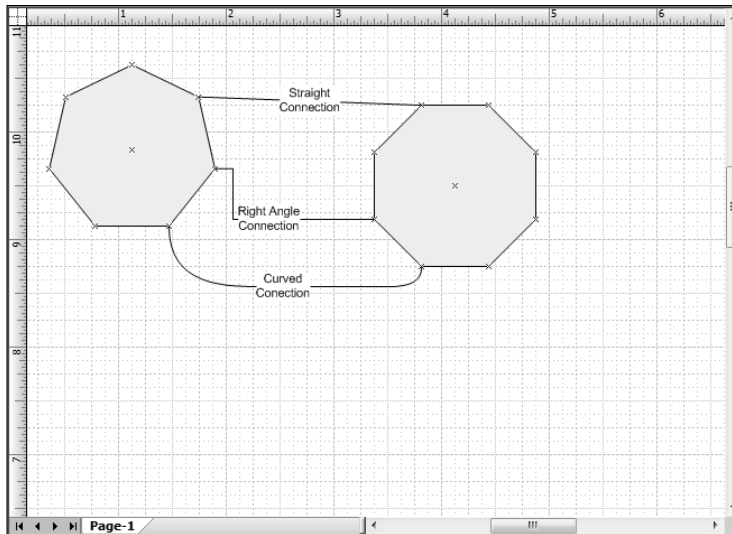 1 2 3 4 5 6
11
10
9
8
7
Straight
Connection
Right Angle
Connection
Curved
Conection
Page-1